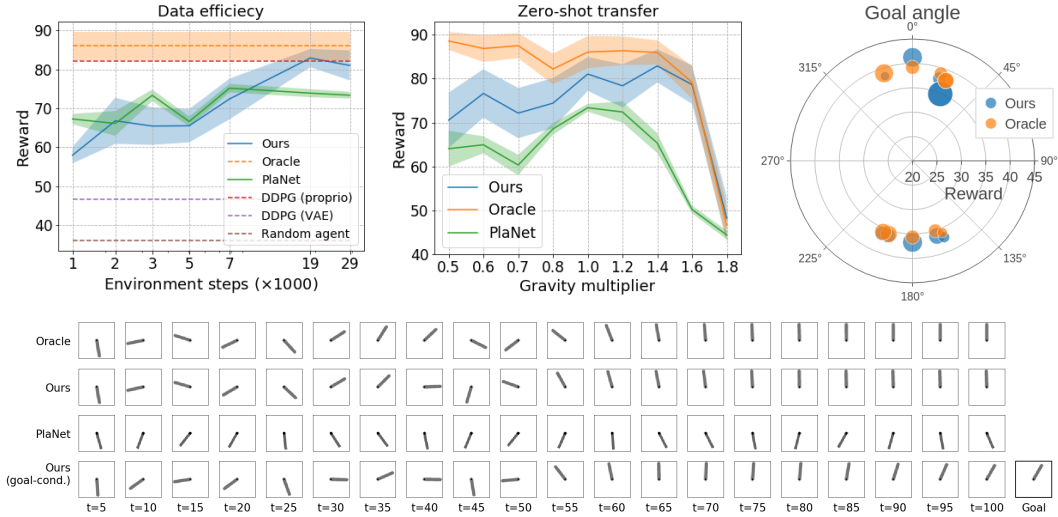 Data efficiecy
Reward
90
80
70
60
50
40
Ours
Oracle
PlaNet
DDPG (proprio)
DDPG (VAE)
Random agent
1 2 3 5 7 19 29
Environment steps (×1000)
Zero-shot transfer
Reward
90
80
70
60
50
40
Ours
Oracle
PlaNet
0.5 0.6 0.7 0.8 1.0 1.2 1.4 1.6 1.8
Gravity multiplier
Goal angle
0°
315° 45°
Ours
Oracle
270° 90°
20 25 30 35 40 45
Reward
225° 135°
180°
Oracle
Ours
PlaNet
Ours
(goal-cond.)
t=5 t=10 t=15 t=20 t=25 t=30 t=35 t=40 t=45 t=50 t=55 t=60 t=65 t=70 t=75 t=80 t=85 t=90 t=95 t=100 Goal